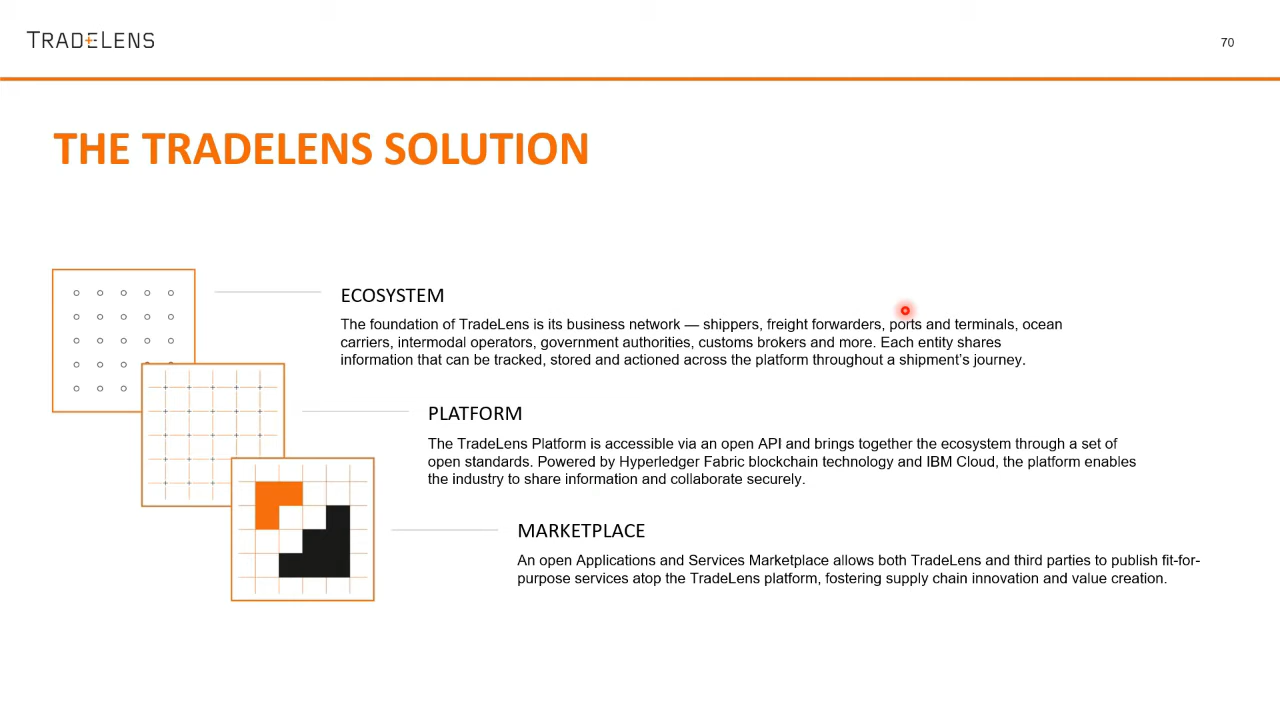 TRADELENS
70
THE TRADELENS SOLUTION
ECOSYSTEM
The foundation of TradeLens is its business network — shippers, freight forwarders, ports and terminals, ocean
carriers, intermodal operators, government authorities, customs brokers and more. Each entity shares
information that can be tracked, stored and actioned across the platform throughout a shipment's journey.
PLATFORM
The TradeLens Platform is accessible via an open API and brings together the ecosystem through a set of
open standards. Powered by Hyperledger Fabric blockchain technology and IBM Cloud, the platform enables
the industry to share information and collaborate securely.
MARKETPLACE
An open Applications and Services Marketplace allows both TradeLens and third parties to publish fit-for-
purpose services atop the TradeLens platform, fostering supply chain innovation and value creation.